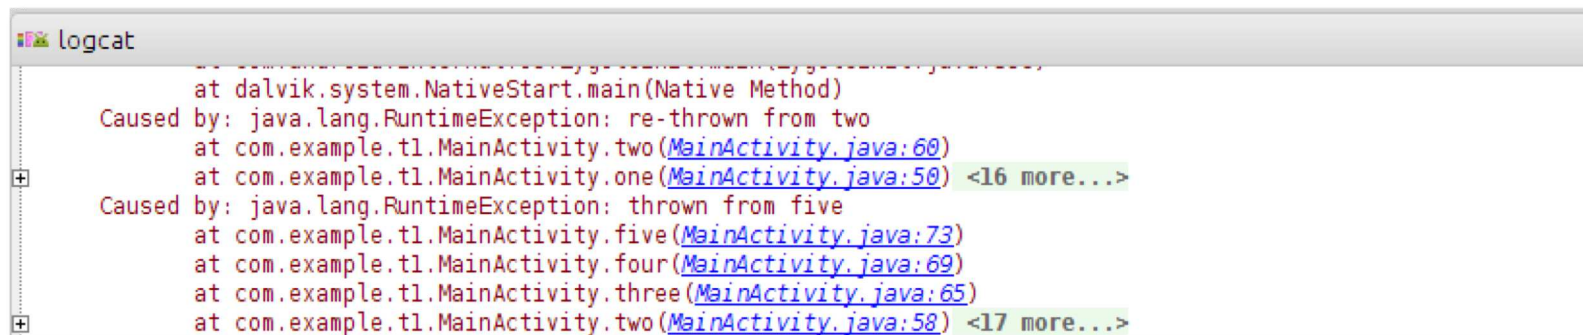 logcat
at dalvik.system.NativeStart.main(Native Method)
Caused by: java.lang.RuntimeException: re-thrown from two
at com.example.tl.MainActivity.two(MainActivity.java:60)
at com.example.tl.MainActivity.one(MainActivity.java:50) <16 more...>
Caused by: java.lang.RuntimeException: thrown from five
at com.example.tl.MainActivity.five(MainActivity.java:73)
at com.example.tl.MainActivity.four(MainActivity.java:69)
at com.example.tl.MainActivity.three(MainActivity.java:65)
at com.example.tl.MainActivity.two(MainActivity.java:58) <17 more...>